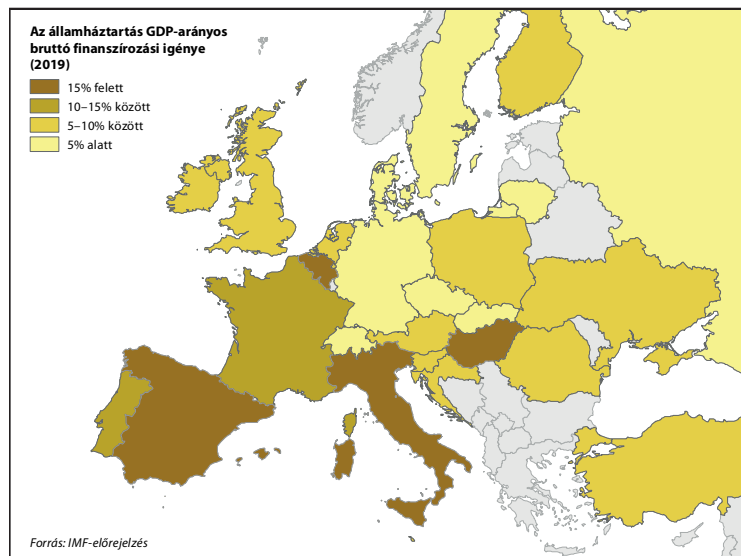 Az államháztartás GDP-arányos
bruttó finanszírozási igénye
(2019)
15% felett
10–15% között
5–10% között
5% alatt
Forrás: IMF-előrejelzés